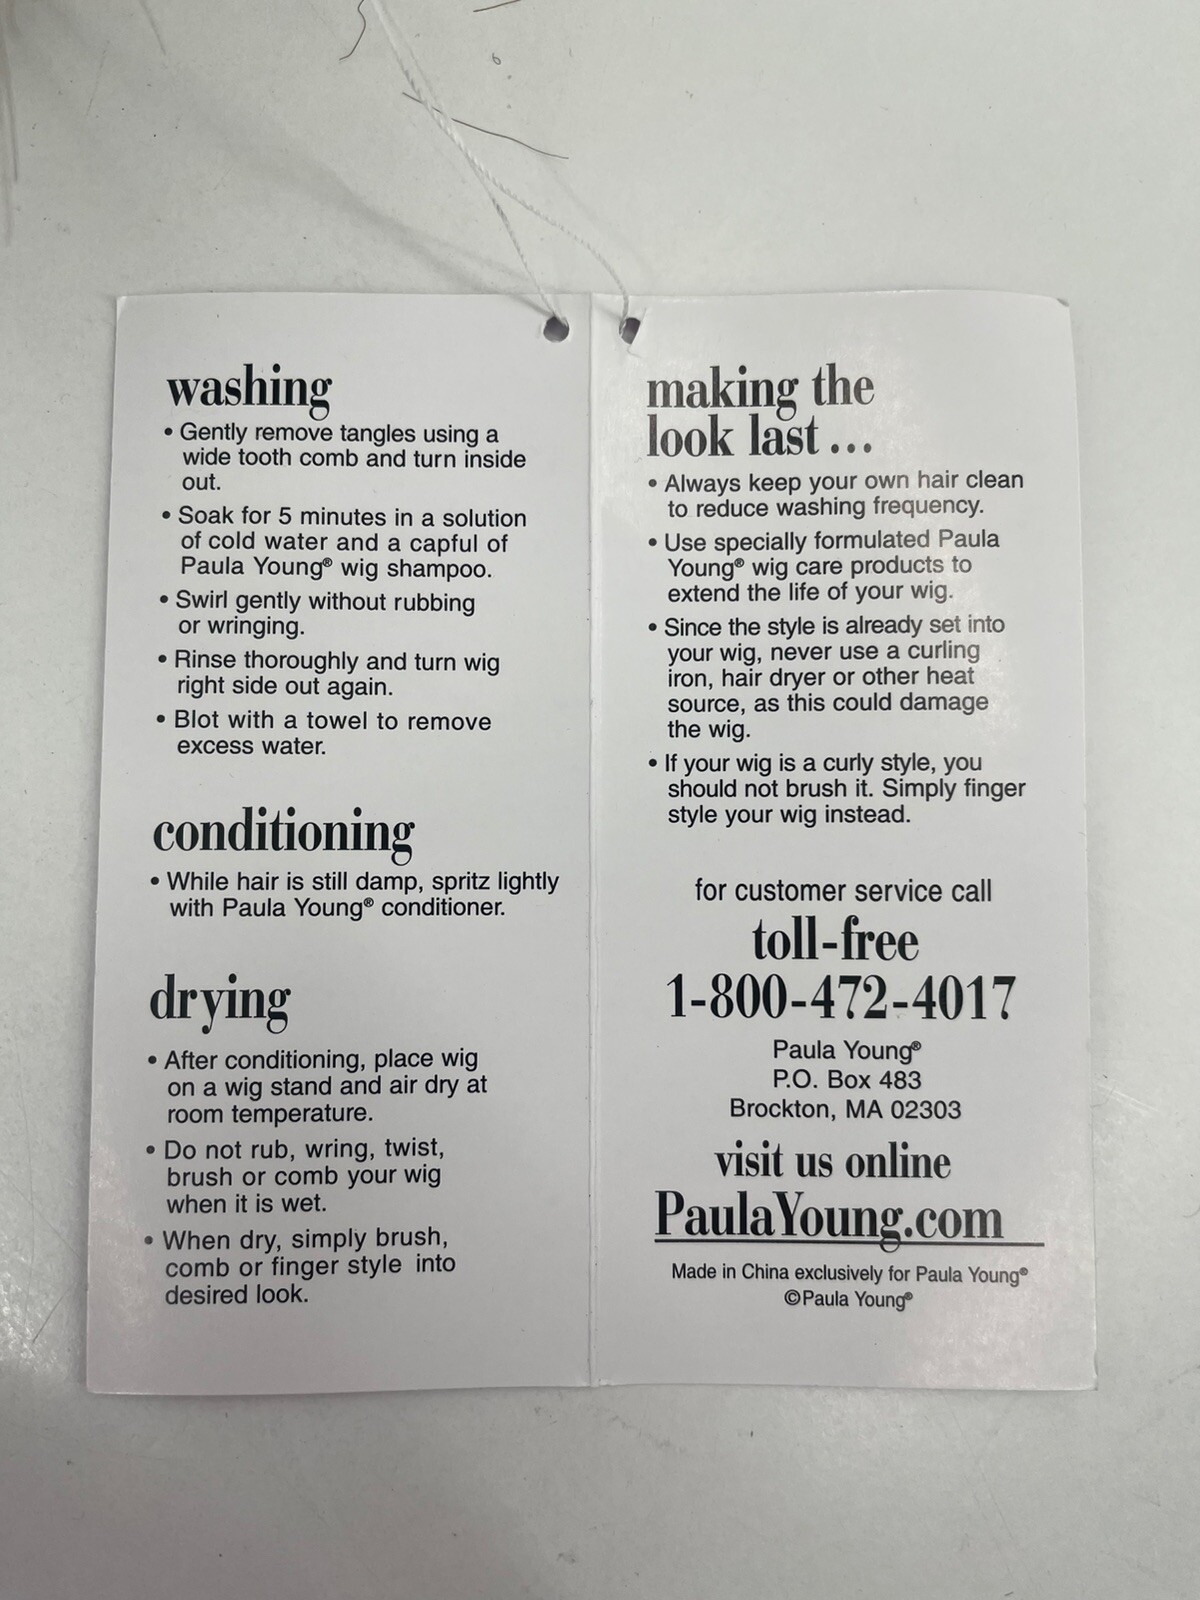 washing
• Gently remove tangles using a
wide tooth comb and turn inside
out.
• Soak for 5 minutes in a solution
of cold water and a capful of
Paula Young® wig shampoo.
• Swirl gently without rubbing
or wringing.
• Rinse thoroughly and turn wig
right side out again.
• Blot with a towel to remove
excess water.
conditioning
• While hair is still damp, spritz lightly
with Paula Young® conditioner.
drying
• After conditioning, place wig
on a wig stand and air dry at
room temperature.
• Do not rub, wring, twist,
brush or comb your wig
when it is wet.
• When dry, simply brush,
comb or finger style into
desired look.
making the
look last...
• Always keep your own hair clean
to reduce washing frequency.
• Use specially formulated Paula
Young® wig care products to
extend the life of your wig.
• Since the style is already set into
your wig, never use a curling
iron, hair dryer or other heat
source, as this could damage
the wig.
• If your wig is a curly style, you
should not brush it. Simply finger
style your wig instead.
for customer service call
toll-free
1-800-472-4017
Paula Young®
P.O. Box 483
Brockton, MA 02303
visit us online
PaulaYoung.com
Made in China exclusively for Paula Young®
©Paula Young®